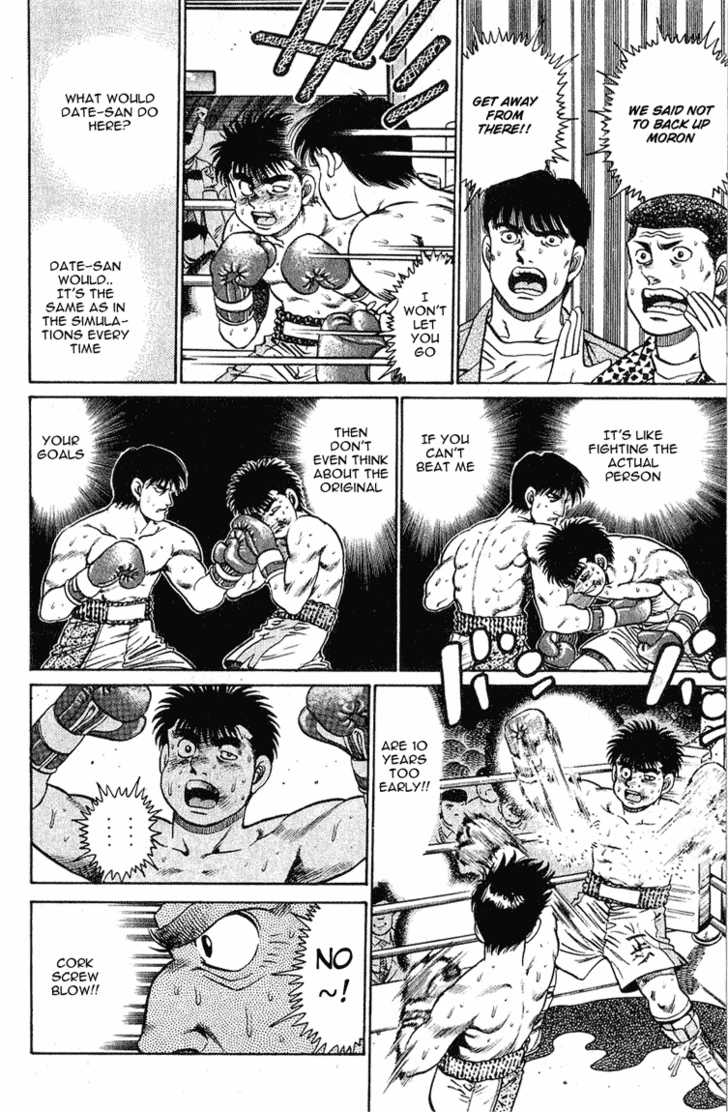 WE SAID NOT
TO BACK UP
MORON
GET AWAY
FROM
THERE!!
I
WON'T
LET
YOU
GO
WHAT WOULD
DATE-SAN DO
HERE?
DATE-SAN
WOULD..
IT'S THE
SAME AS IN
THE SIMULA-
TIONS EVERY
TIME
IT'S LIKE
FIGHTING THE
ACTUAL
PERSON
IF YOU
CAN'T
BEAT ME
THEN
DON'T
EVEN THINK
ABOUT THE
ORIGINAL
YOUR
GOALS
ARE 10
YEARS
TOO
EARLY!!
. . . . . .
NO
~!
CORK
SCREW
BLOW!!